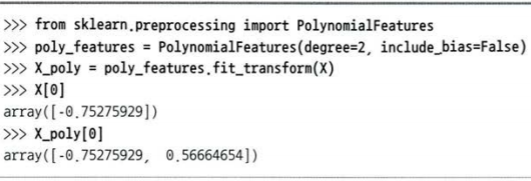 >>> from sklearn.preprocessing import PolynomialFeatures
>>> poly_features = PolynomialFeatures(degree=2, include_bias=False)
>>> X_poly = poly_features.fit_transform(X)
>>> X[0]
array([-0.75275929])
>>> X_poly[0]
array([-0.75275929,  0.56664654])